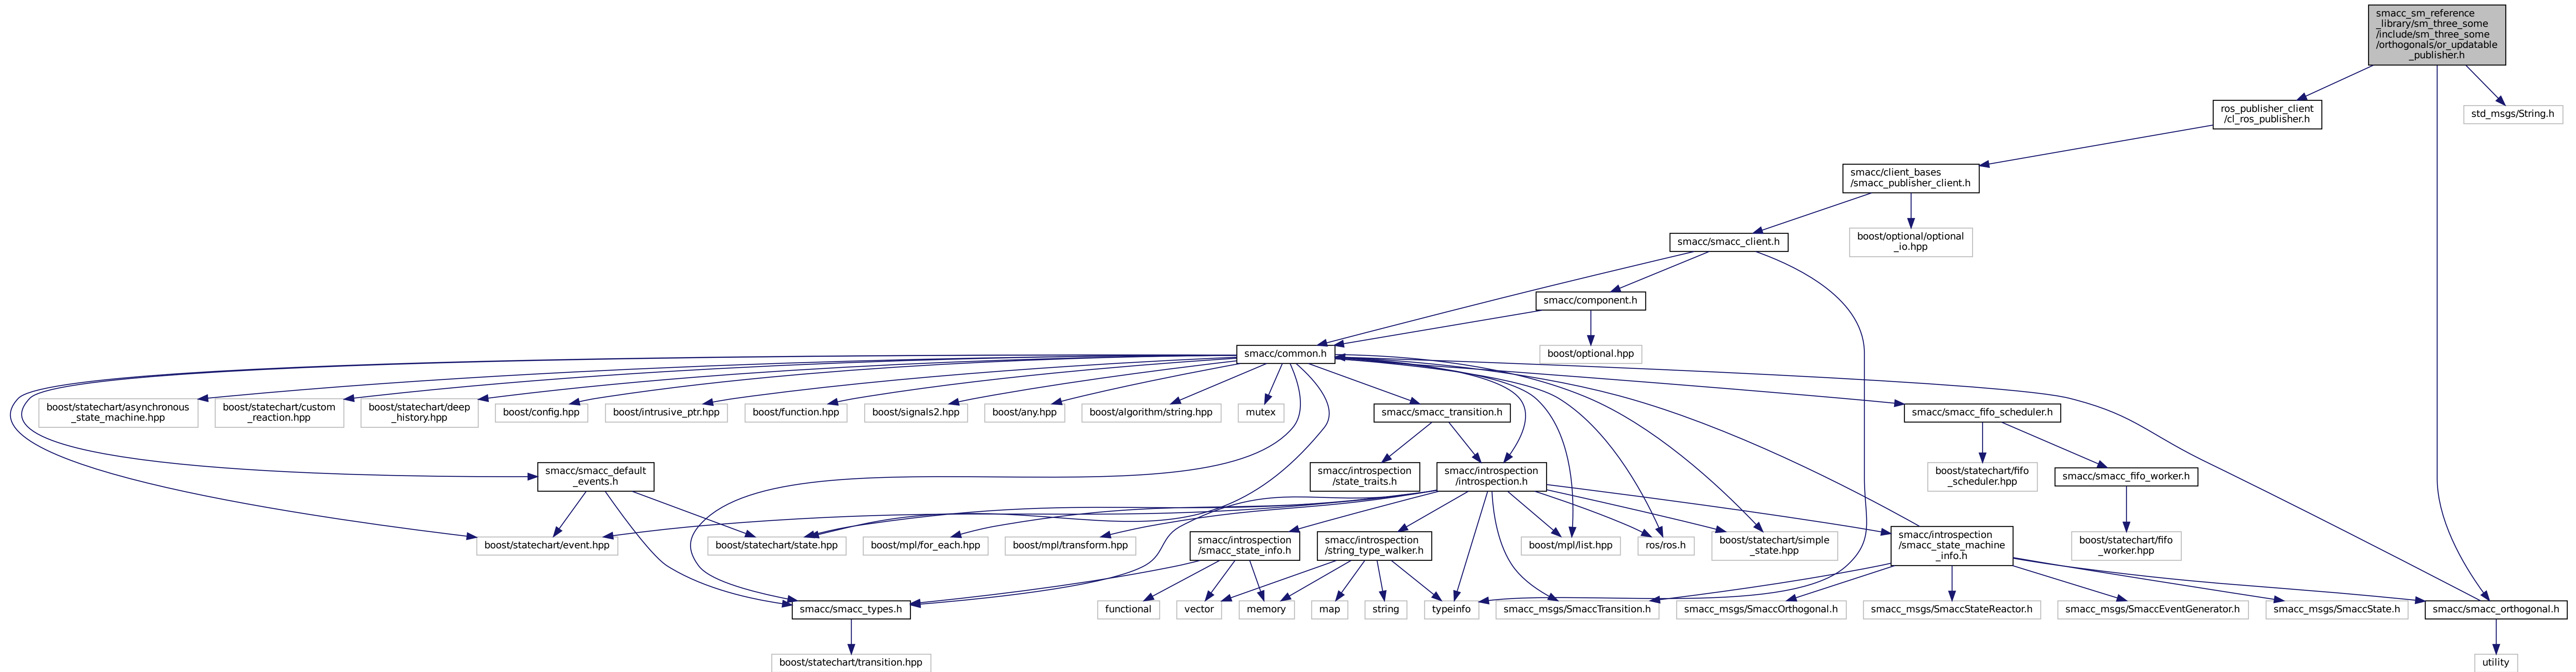 smacc_sm_reference
_library/sm_three_some
/include/sm_three_some
/orthogonals/or_updatable
_publisher.h
ros_publisher_client
/cl_ros_publisher.h
std_msgs/String.h
smacc/client_bases
/smacc_publisher_client.h
smacc/smacc_client.h
boost/optional/optional
_io.hpp
smacc/component.h
smacc/common.h
boost/optional.hpp
boost/statechart/asynchronous
_state_machine.hpp
boost/statechart/custom
_reaction.hpp
boost/statechart/deep
_history.hpp
boost/config.hpp
boost/intrusive_ptr.hpp
boost/function.hpp
boost/signals2.hpp
boost/any.hpp
boost/algorithm/string.hpp
mutex
smacc/smacc_transition.h
smacc/smacc_fifo_scheduler.h
smacc/smacc_default
_events.h
smacc/introspection
/state_traits.h
smacc/introspection
/introspection.h
boost/statechart/fifo
_scheduler.hpp
smacc/smacc_fifo_worker.h
boost/statechart/event.hpp
boost/statechart/state.hpp
boost/mpl/for_each.hpp
boost/mpl/transform.hpp
smacc/introspection
/smacc_state_info.h
smacc/introspection
/string_type_walker.h
boost/mpl/list.hpp
ros/ros.h
boost/statechart/simple
_state.hpp
smacc/introspection
/smacc_state_machine
_info.h
boost/statechart/fifo
_worker.hpp
smacc/smacc_types.h
functional
vector
memory
map
string
typeinfo
smacc_msgs/SmaccTransition.h
smacc_msgs/SmaccOrthogonal.h
smacc_msgs/SmaccStateReactor.h
smacc_msgs/SmaccEventGenerator.h
smacc_msgs/SmaccState.h
smacc/smacc_orthogonal.h
boost/statechart/transition.hpp
utility